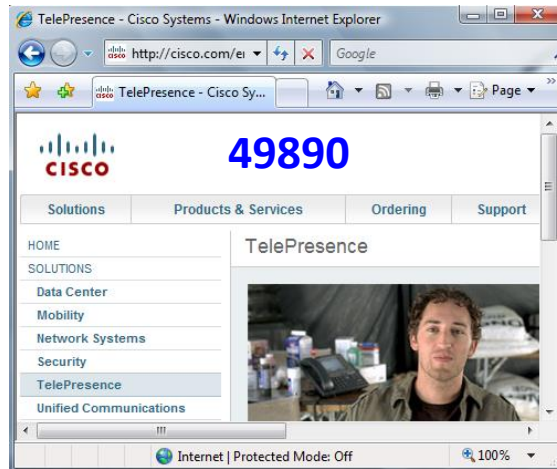 TelePresence - Cisco Systems - Windows Internet Explorer
http://cisco.com/ei
Google
TelePresence - Cisco Sy...
Page
CISCO
49890
Solutions Products & Services Ordering Support
HOME
TelePresence
SOLUTIONS
Data Center
Mobility
Network Systems
Security
TelePresence
Unified Communications
Internet | Protected Mode: Off
100%